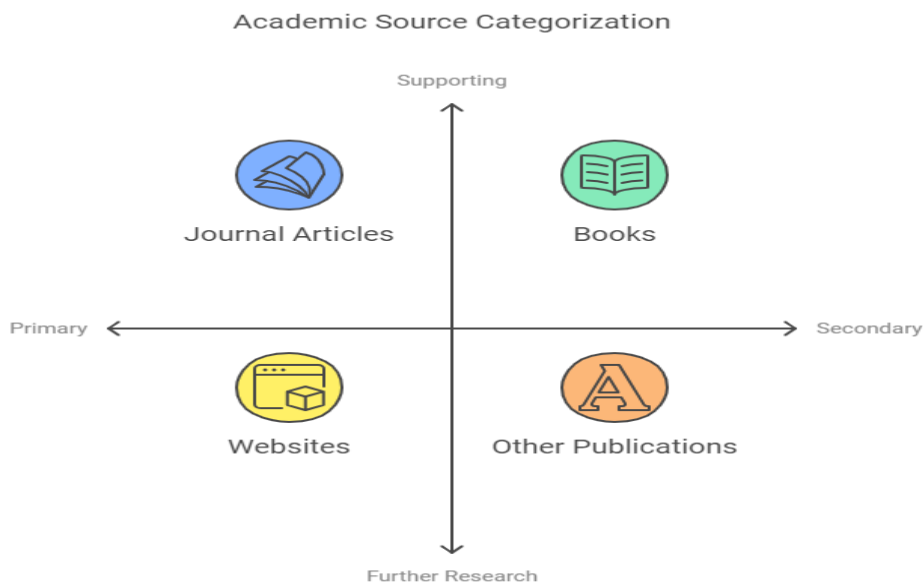 Academic Source Categorization
Supporting
Journal Articles
Books
Primary
Secondary
Websites
Other Publications
Further Research